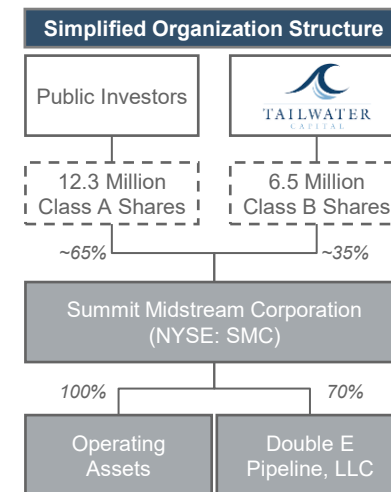 Simplified Organization Structure
Public Investors
TAILWATER
CAPITAL
12.3 Million
Class A Shares
6.5 Million
Class B Shares
~65%
~35%
Summit Midstream Corporation
(NYSE: SMC)
100%
70%
Operating
Assets
Double E
Pipeline, LLC